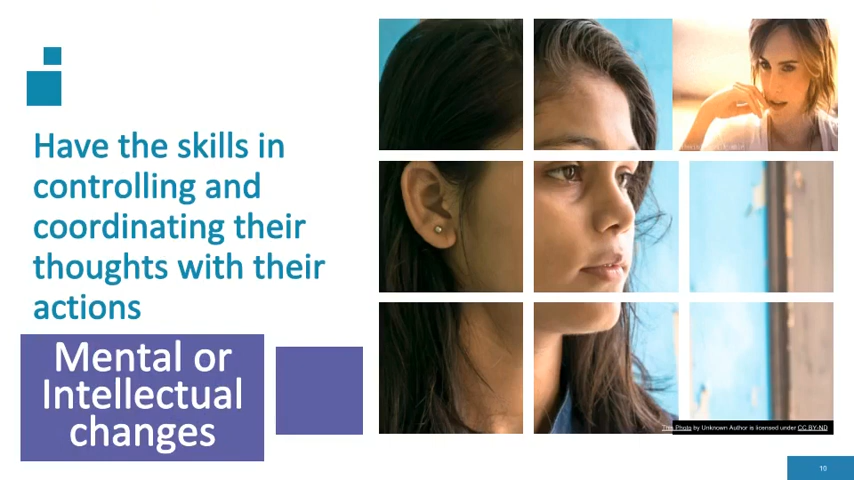 Have the skills in
controlling and
coordinating their
thoughts with their
actions
Mental or
Intellectual
changes
This Photo by Unknown Author is licensed under CC BY-ND
10